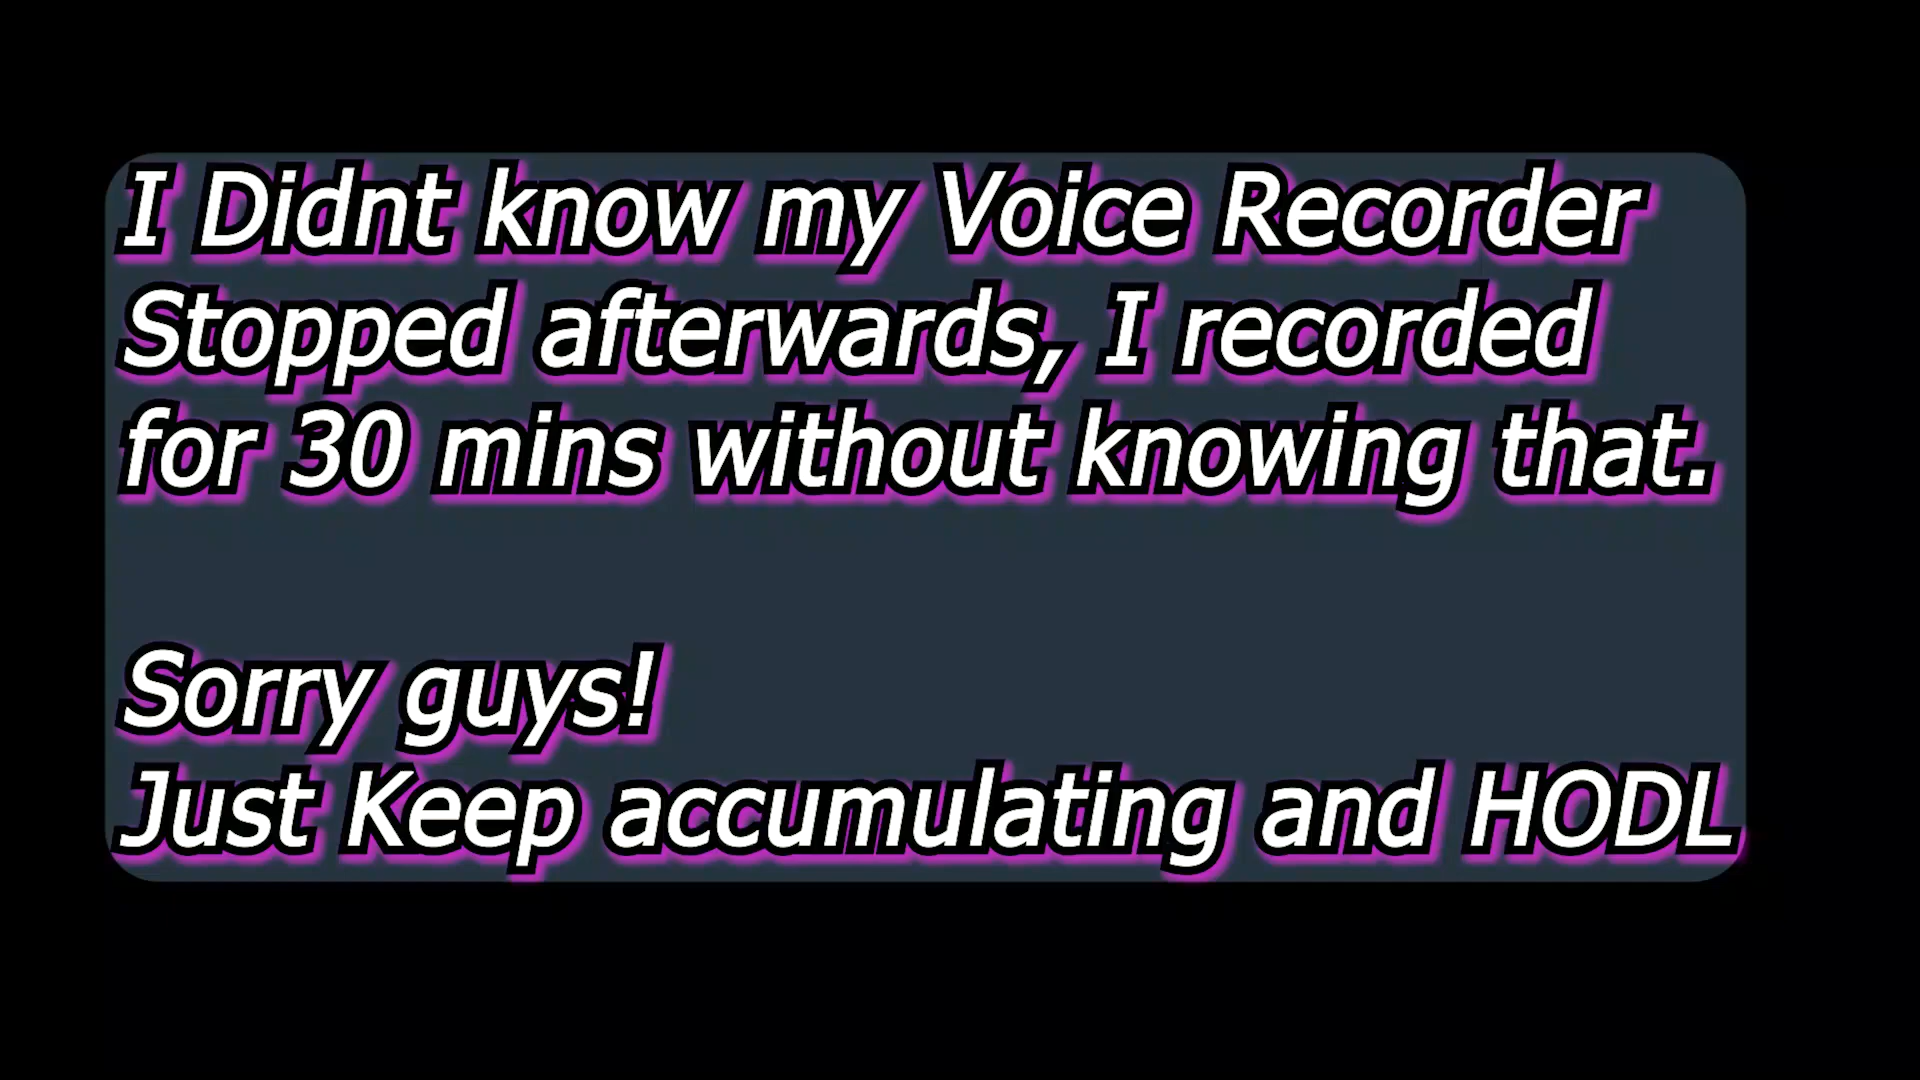 I Didnt know my Voice Recorder
Stopped afterwards, I recorded
for 30 mins without knowing that.
Sorry guys!
Just Keep accumulating and HODL